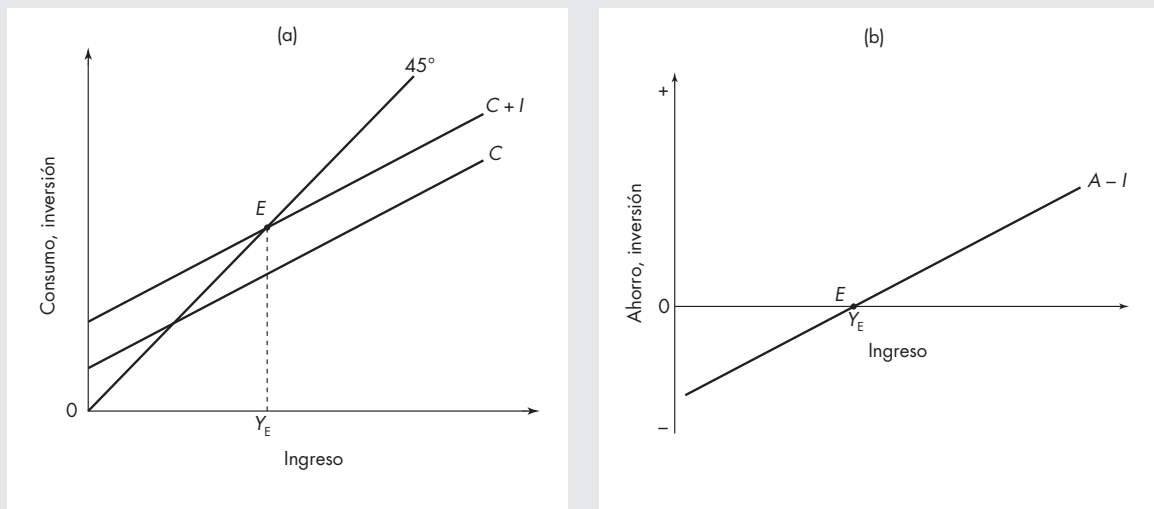 (a)
45°
C + I
C
E
Consumo, inversión
0
Y_E
Ingreso
(b)
+
A – I
Ahorro, inversión
E
0
Y_E
Ingreso
–